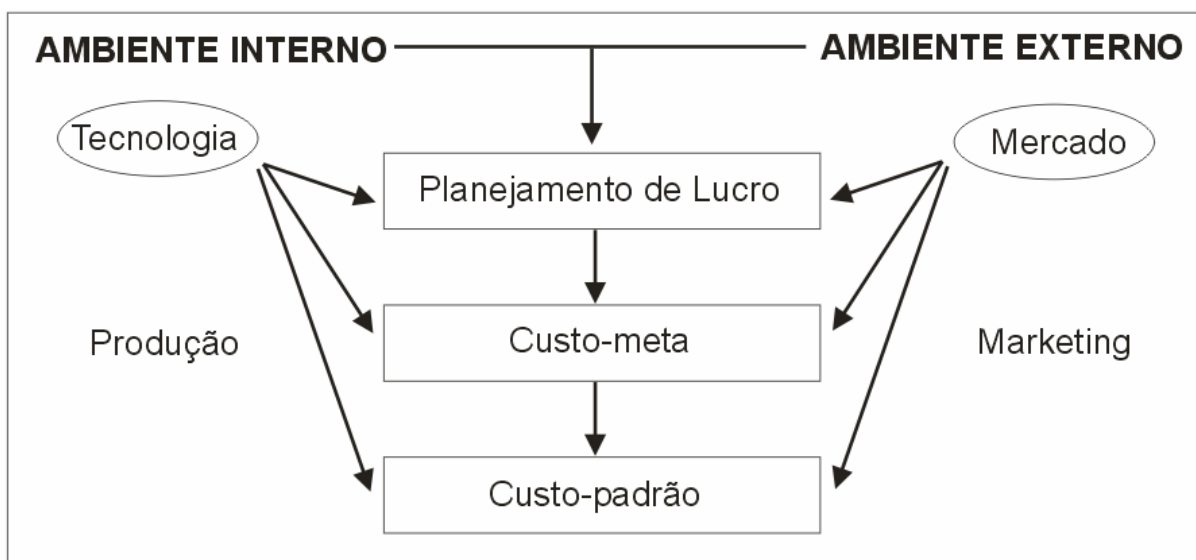 AMBIENTE INTERNO
AMBIENTE EXTERNO
Tecnologia
Mercado
Planejamento de Lucro
Produção
Custo-meta
Marketing
Custo-padrão